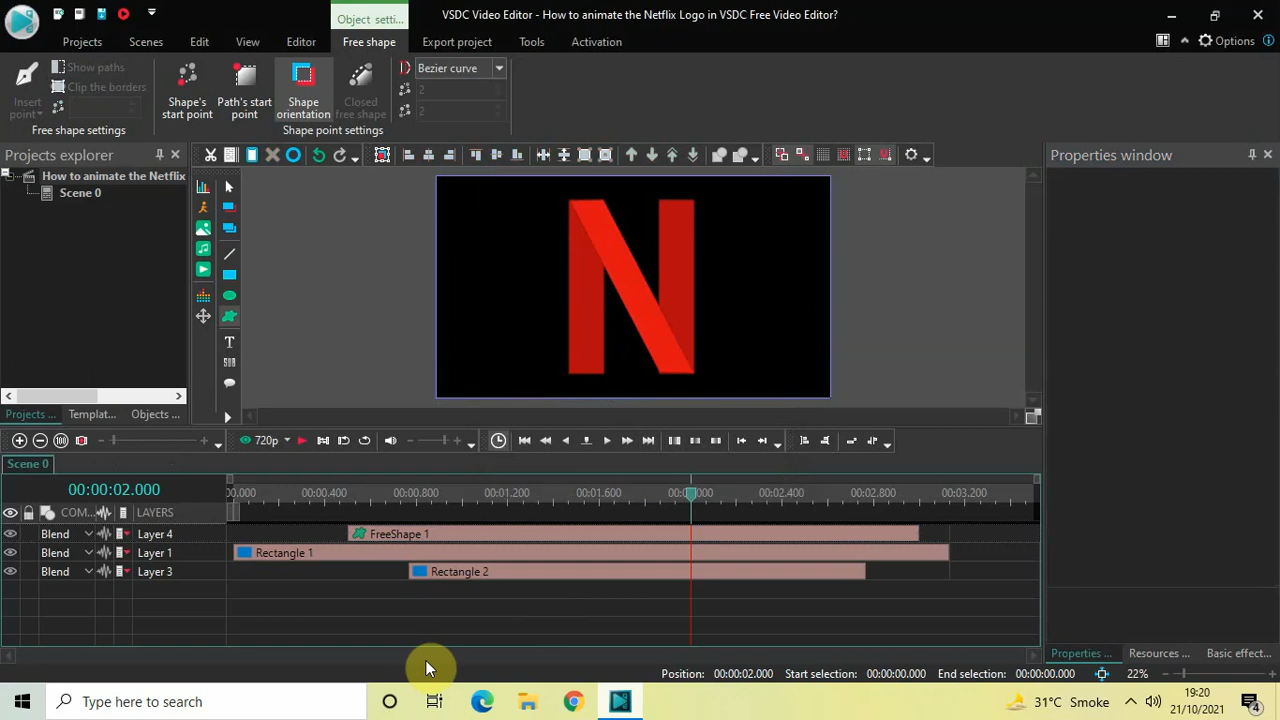 VSDC Video Editor - How to animate the Netflix Logo in VSDC Free Video Editor?
Object setti...
Projects Scenes Edit View Editor Free shape Export project Tools Activation Options
Show paths
Clip the borders
Insert point
Free shape settings
Shape's start point
Path's start point
Shape orientation
Closed free shape
Bezier curve
2
2
Shape point settings
Projects explorer
How to animate the Netflix
Scene 0
Properties window
N
T
Projects ... Templat... Objects ...
720p
Scene 0
00:00:02.000
0.000 00:00.400 00:00.800 00:01.200 00:01.600 00:02.400 00:02.800 00:03.200
COM... LAYERS
Blend Layer 4 FreeShape 1
Blend Layer 1 Rectangle 1
Blend Layer 3 Rectangle 2
Properties ... Resources ... Basic effect...
Position: 00:00:02.000 Start selection: 00:00:00.000 End selection: 00:00:00.000 22%
Type here to search
31°C Smoke
19:20
21/10/2021
4